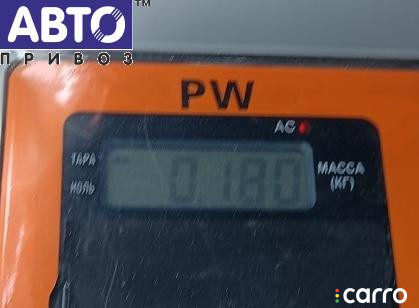 АВТО™
ПРИВОЗ
PW
AC
ТАРА
НОЛЬ
0.180
МАССА
(КГ)
carro